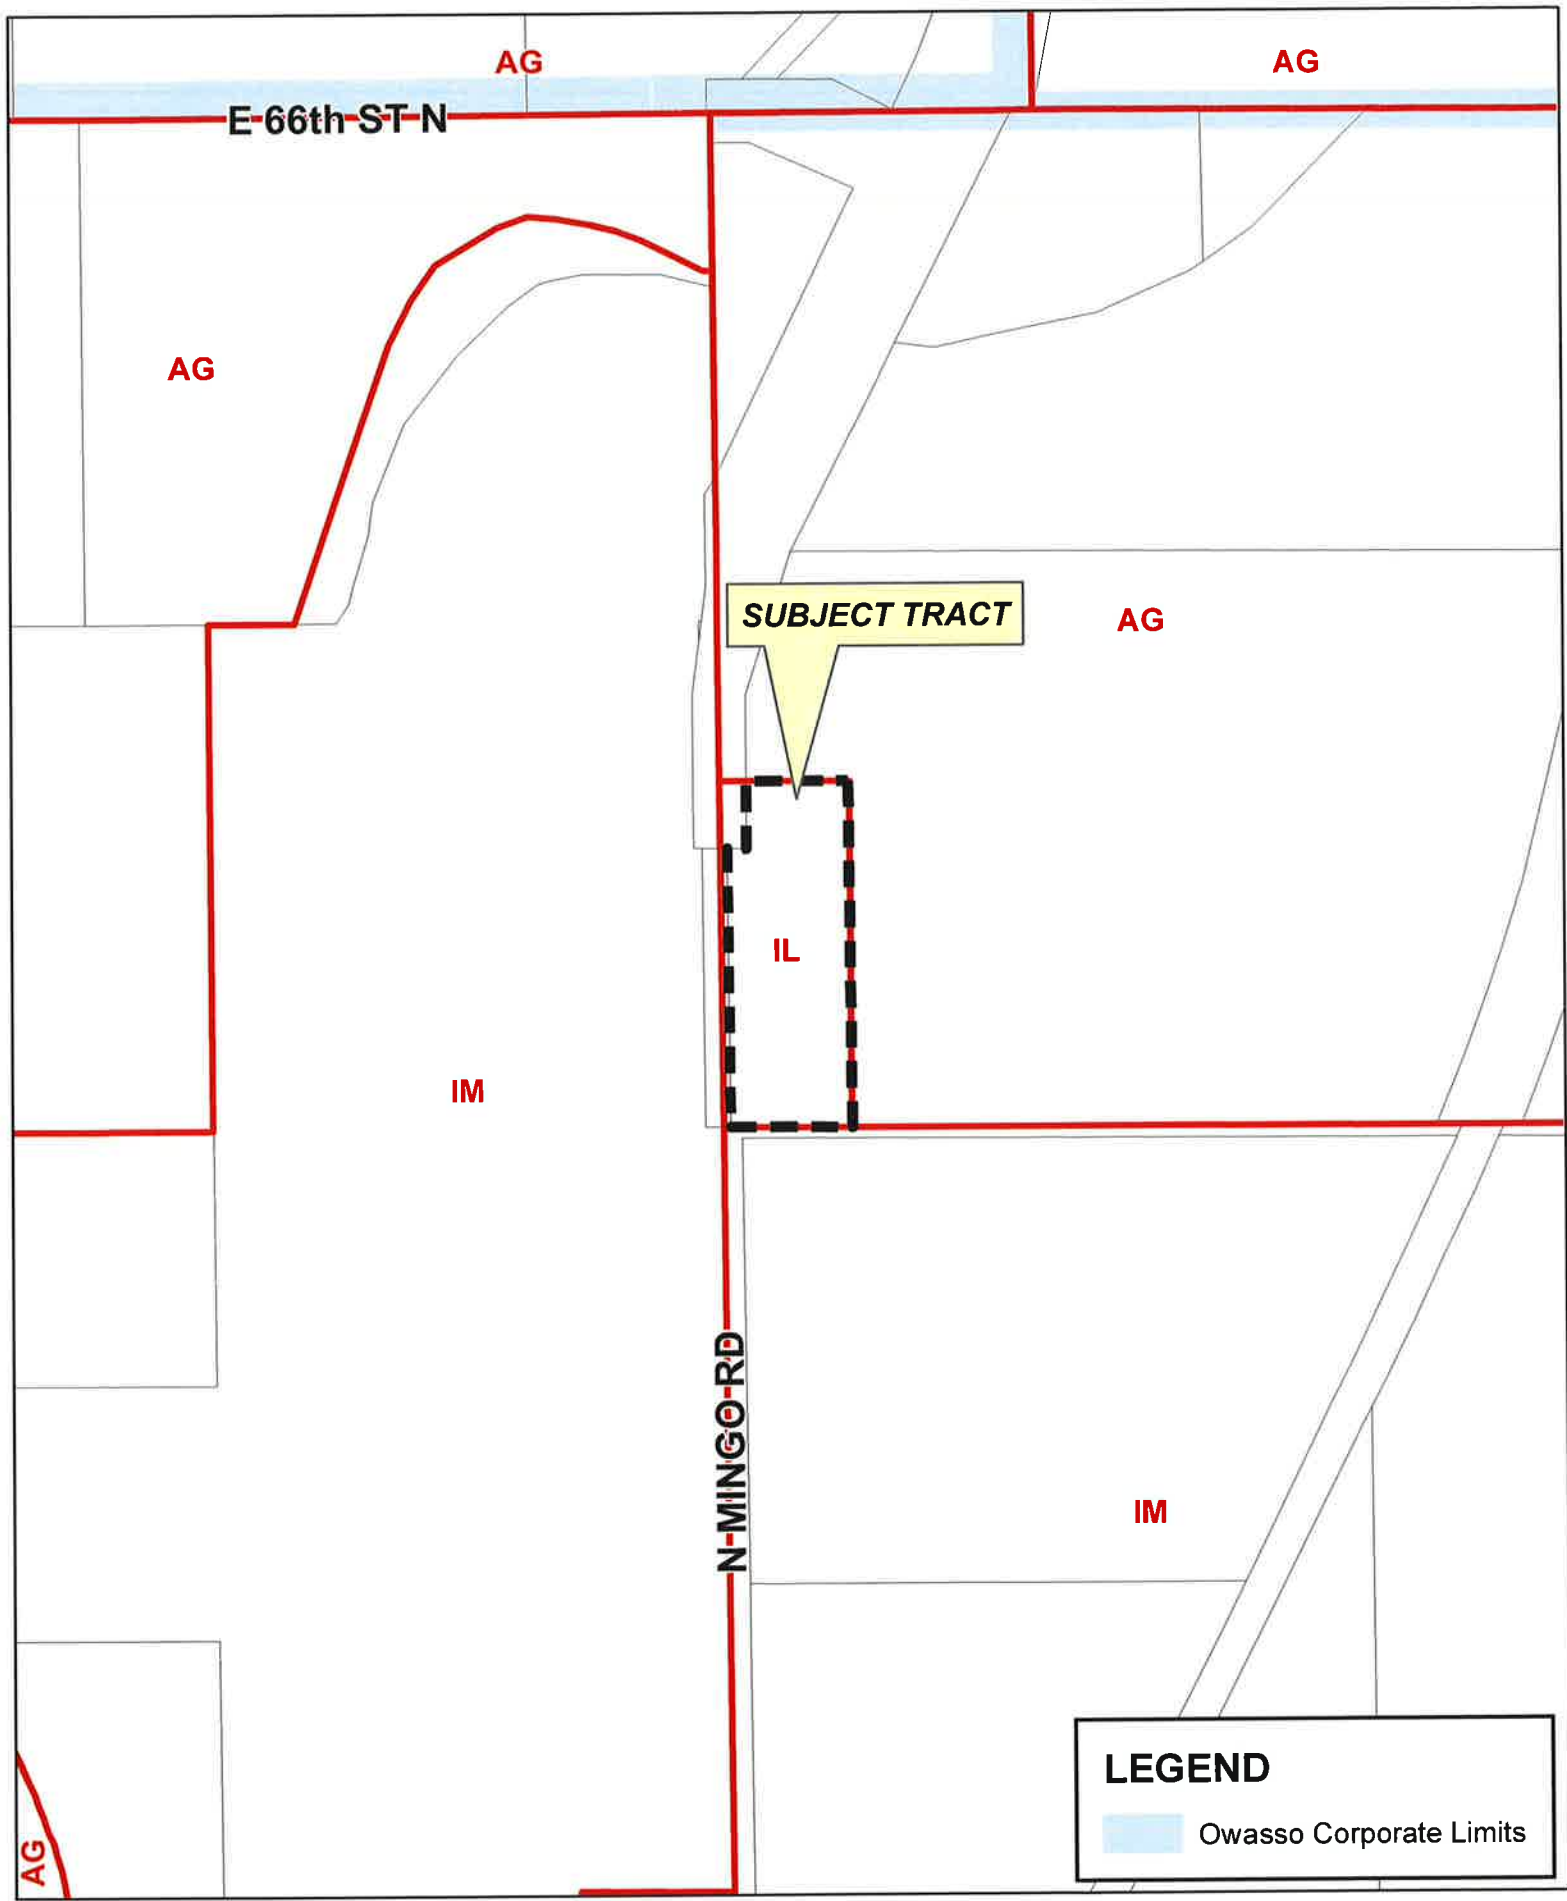 AG
AG
E 66th ST N
AG
SUBJECT TRACT
AG
IL
IM
N MINGO RD
IM
LEGEND
Owasso Corporate Limits
AG